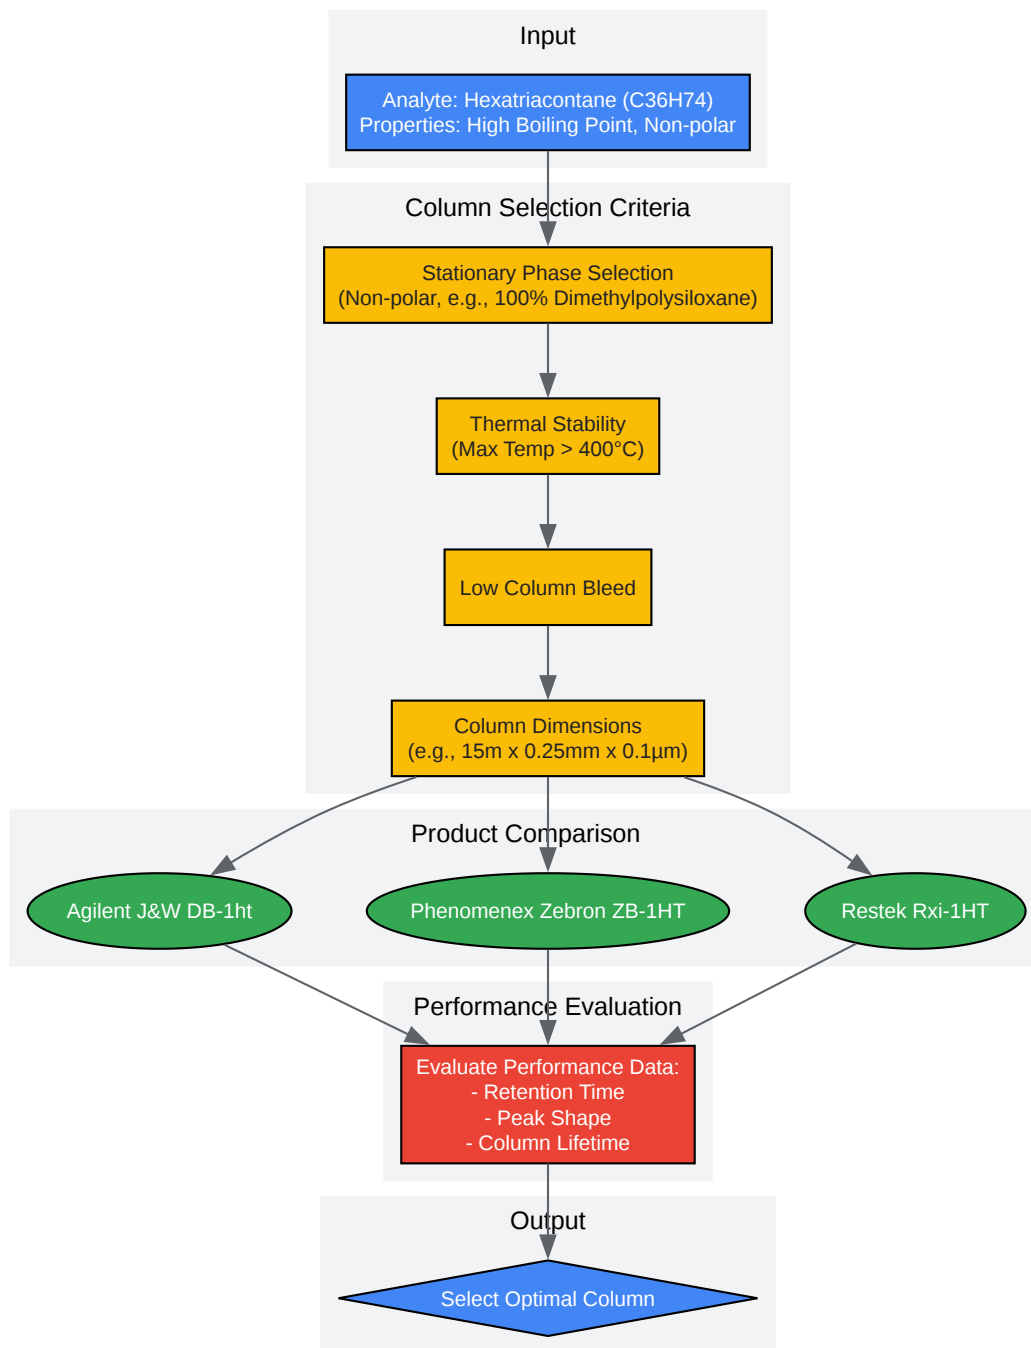 Input
Analyte: Hexatriacontane (C36H74)
Properties: High Boiling Point, Non-polar
Column Selection Criteria
Stationary Phase Selection
(Non-polar, e.g., 100% Dimethylpolysiloxane)
Thermal Stability
(Max Temp > 400°C)
Low Column Bleed
Column Dimensions
(e.g., 15m x 0.25mm x 0.1µm)
Product Comparison
Agilent J&W DB-1ht
Phenomenex Zebron ZB-1HT
Restek Rxi-1HT
Performance Evaluation
Evaluate Performance Data:
- Retention Time
- Peak Shape
- Column Lifetime
Output
Select Optimal Column